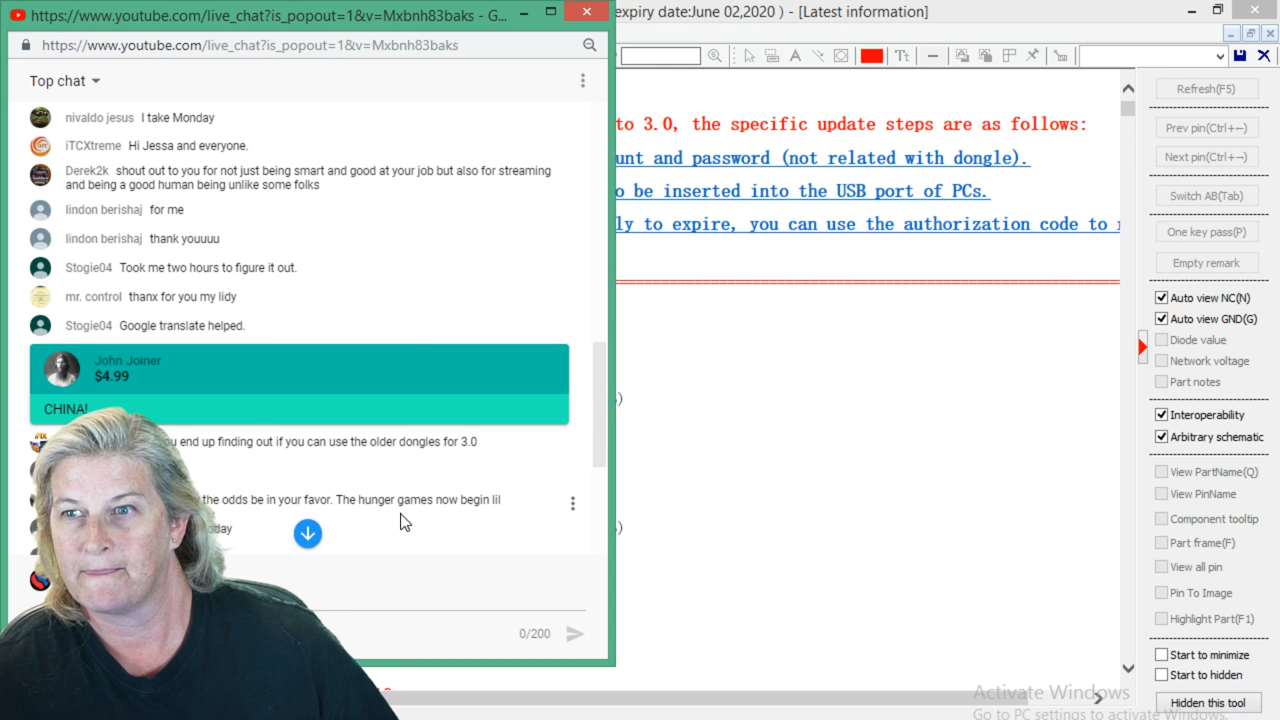 https://www.youtube.com/live_chat?is_popout=1&v=Mxbnh83baks - G...
https://www.youtube.com/live_chat?is_popout=1&v=Mxbnh83baks
Top chat
nivaldo jesus I take Monday
iTCXtreme Hi Jessa and everyone.
Derek2k shout out to you for not just being smart and good at your job but also for streaming
and being a good human being unlike some folks
lindon berishaj for me
lindon berishaj thank youuuu
Stogie04 Took me two hours to figure it out.
mr. control thanx for you my lidy
Stogie04 Google translate helped.
John Joiner
$4.99
CHINA!
end up finding out if you can use the older dongles for 3.0
the odds be in your favor. The hunger games now begin lil
0/200
expiry date:June 02,2020 ) - [Latest information]
Tt
to 3.0, the specific update steps are as follows:
unt and password (not related with dongle).
o be inserted into the USB port of PCs.
ly to expire, you can use the authorization code to
Refresh(F5)
Prev pin(Ctrl+←)
Next pin(Ctrl+→)
Switch AB(Tab)
One key pass(P)
Empty remark
Auto view NC(N)
Auto view GND(G)
Diode value
Network voltage
Part notes
Interoperability
Arbitrary schematic
View PartName(Q)
View PinName
Component tooltip
Part frame(F)
View all pin
Pin To Image
Highlight Part(F1)
Start to minimize
Start to hidden
Hidden this tool
Activate Windows
Go to PC settings to activate Windows.